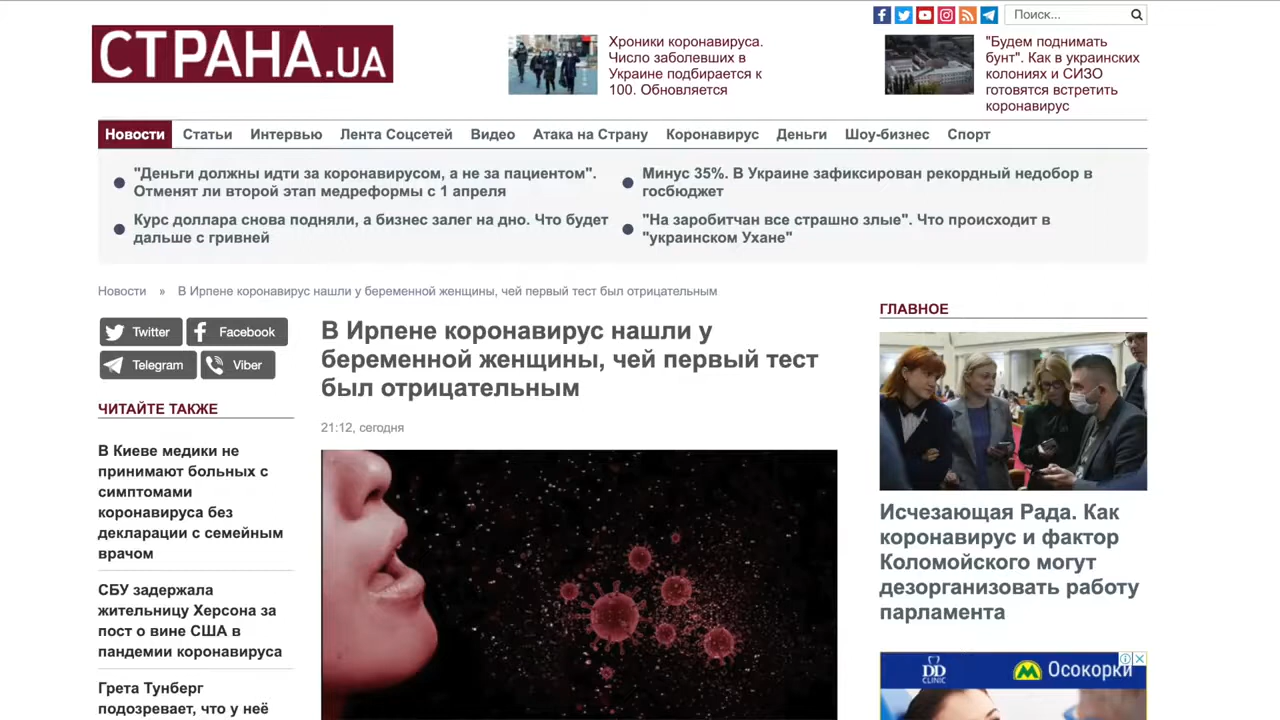 Поиск...
СТРАНА.UA
Хроники коронавируса.
Число заболевших в
Украине подбирается к
100. Обновляется
"Будем поднимать
бунт". Как в украинских
колониях и СИЗО
готовятся встретить
коронавирус
Новости Статьи Интервью Лента Соцсетей Видео Атака на Страну Коронавирус Деньги Шоу-бизнес Спорт
"Деньги должны идти за коронавирусом, а не за пациентом".
Отменят ли второй этап медреформы с 1 апреля
Минус 35%. В Украине зафиксирован рекордный недобор в
госбюджет
Курс доллара снова подняли, а бизнес залег на дно. Что будет
дальше с гривней
"На заробитчан все страшно злые". Что происходит в
"украинском Ухане"
Новости » В Ирпене коронавирус нашли у беременной женщины, чей первый тест был отрицательным
Twitter Facebook
Telegram Viber
ЧИТАЙТЕ ТАКЖЕ
В Киеве медики не
принимают больных с
симптомами
коронавируса без
декларации с семейным
врачом
СБУ задержала
жительницу Херсона за
пост о вине США в
пандемии коронавируса
Грета Тунберг
подозревает, что у неё
В Ирпене коронавирус нашли у
беременной женщины, чей первый тест
был отрицательным
21:12, сегодня
ГЛАВНОЕ
Исчезающая Рада. Как
коронавирус и фактор
Коломойского могут
дезорганизовать работу
парламента
DD
CLINIC
Осокорки